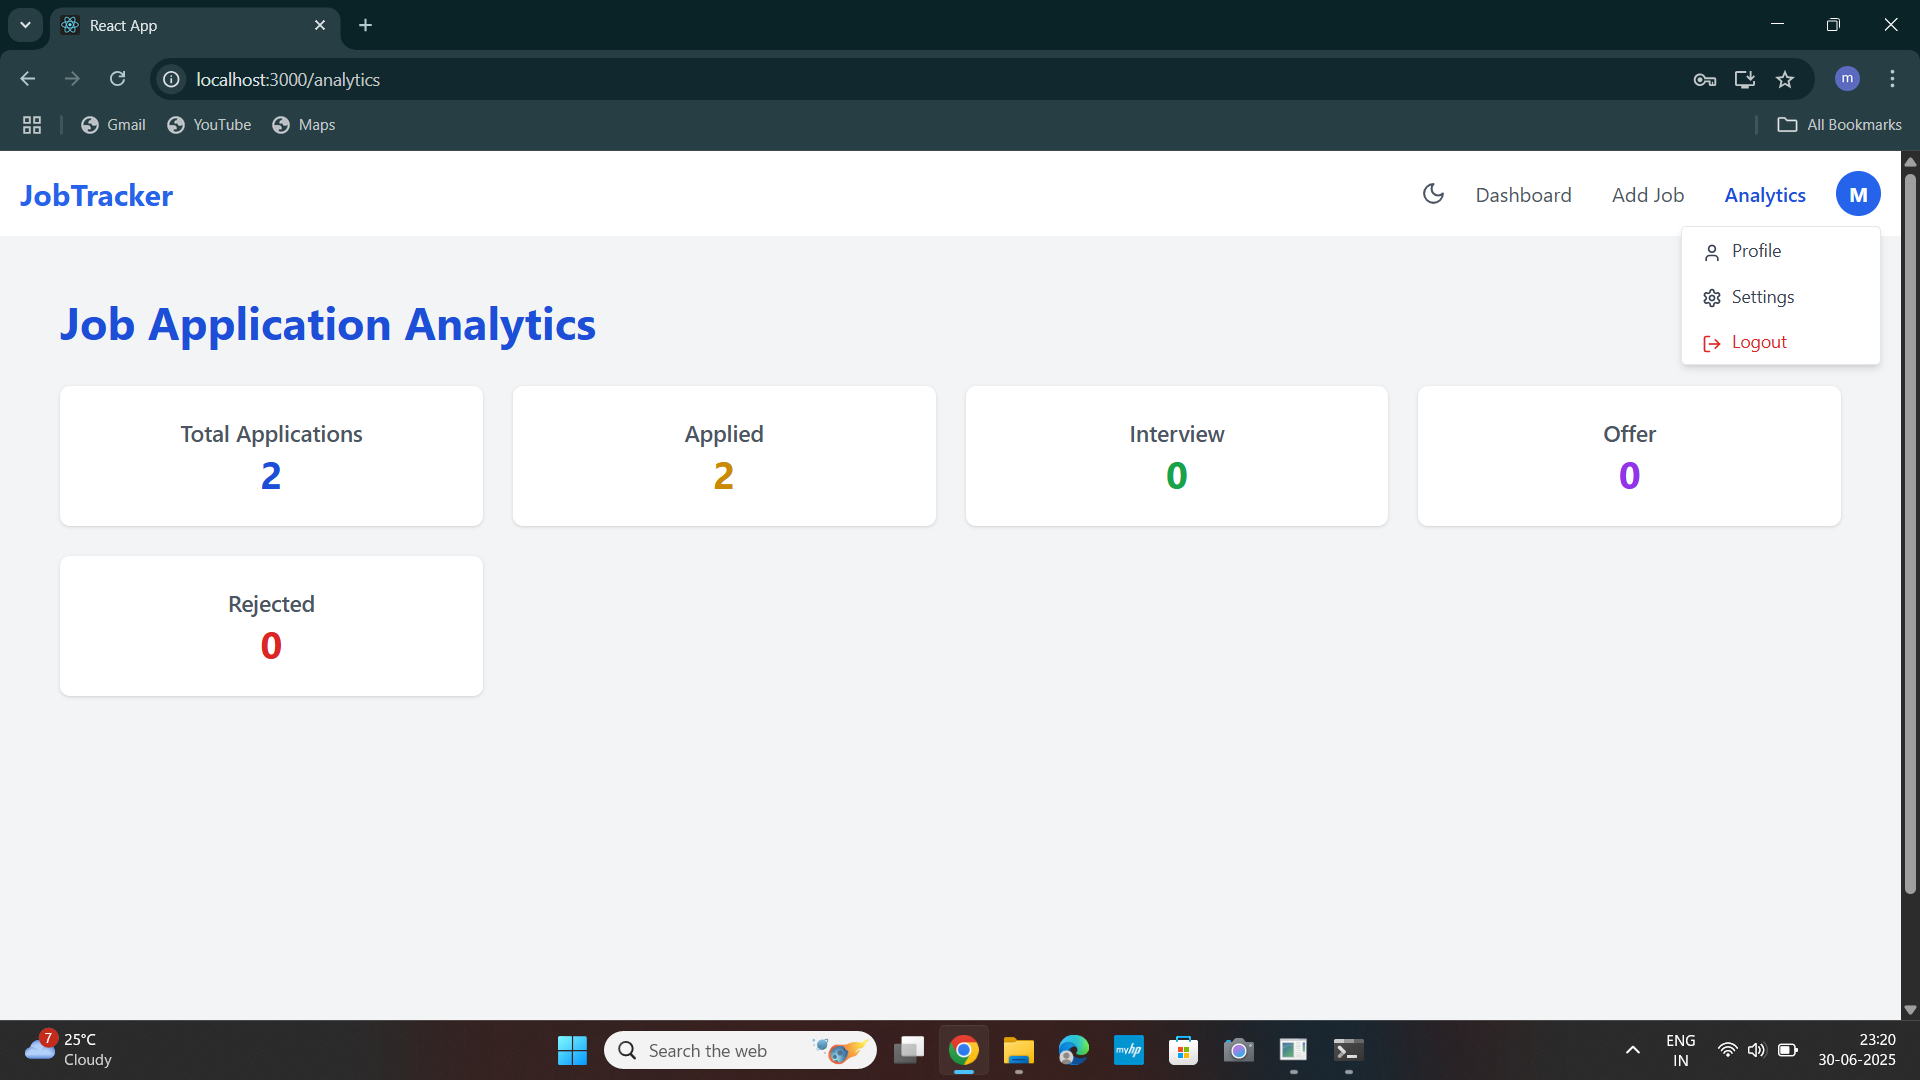 React App
localhost:3000/analytics
m
Gmail YouTube Maps All Bookmarks
JobTracker Dashboard Add Job Analytics M
Profile
Settings
Logout
Job Application Analytics
Total Applications
2
Applied
2
Interview
0
Offer
0
Rejected
0
7
25°C
Cloudy
Search the web
myhp
ENG
IN
23:20
30-06-2025